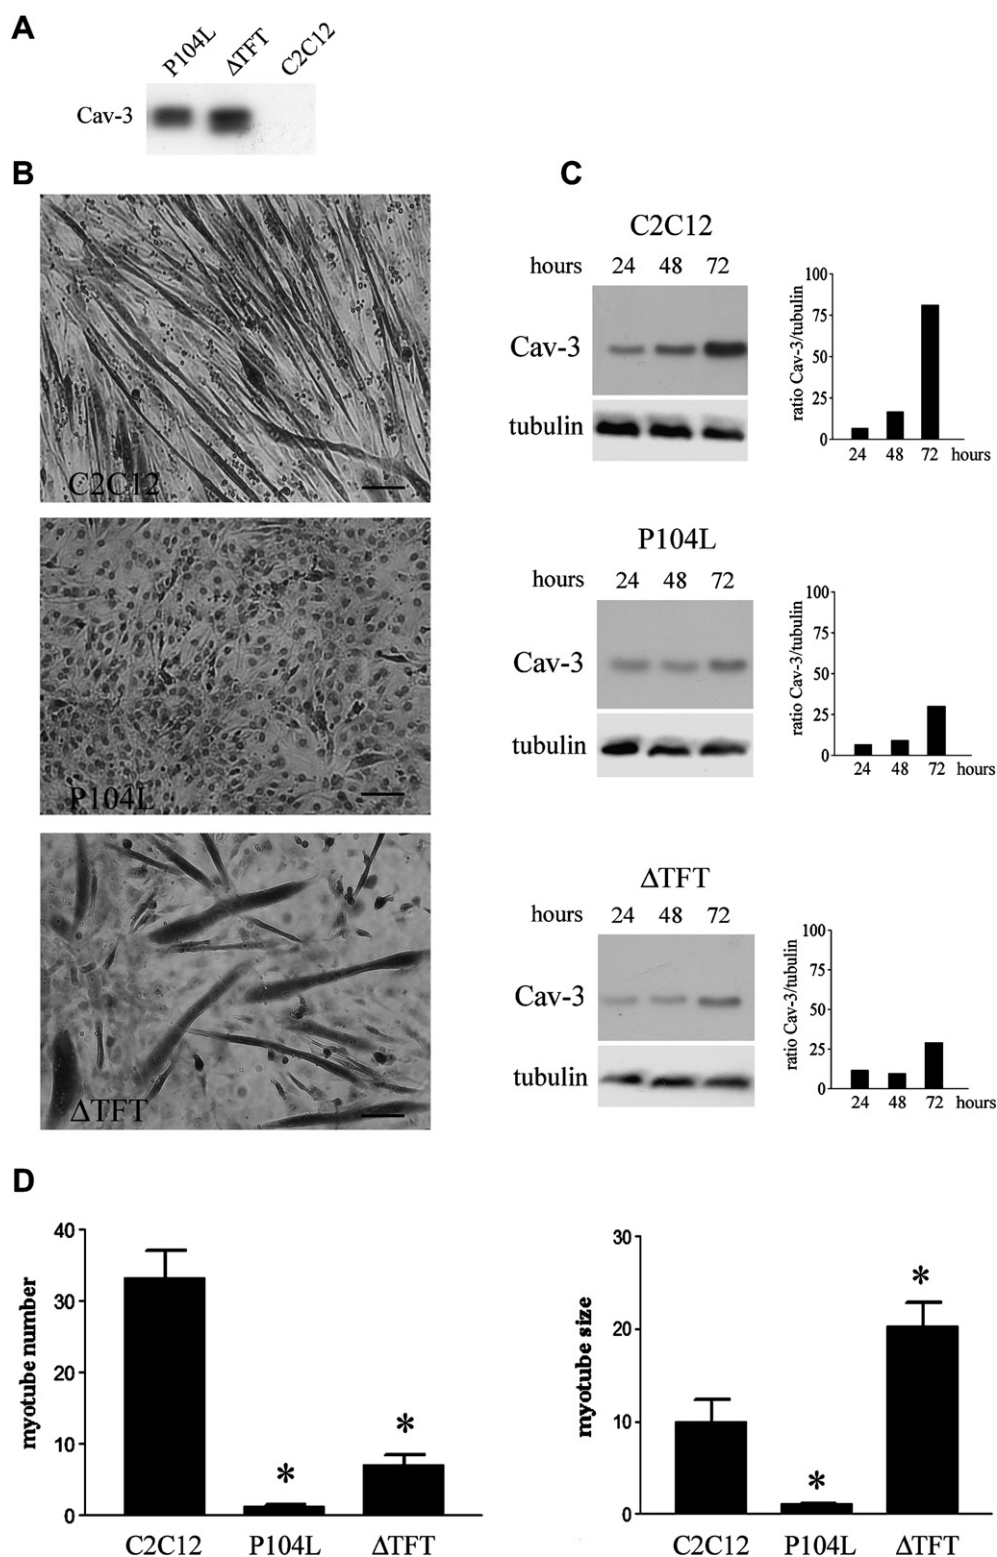 A
P104L ΔTFT C2C12
Cav-3
B
C2C12
P104L
ΔTFT
C
C2C12
hours 24 48 72
Cav-3
tubulin
ratio Cav-3/tubulin
100
75
50
25
0
24 48 72 hours
P104L
hours 24 48 72
Cav-3
tubulin
ratio Cav-3/tubulin
100
75
50
25
0
24 48 72 hours
ΔTFT
hours 24 48 72
Cav-3
tubulin
ratio Cav-3/tubulin
100
75
50
25
0
24 48 72 hours
D
myotube number
40
30
20
10
0
* *
C2C12 P104L ΔTFT
myotube size
30
20
10
0
* *
C2C12 P104L ΔTFT